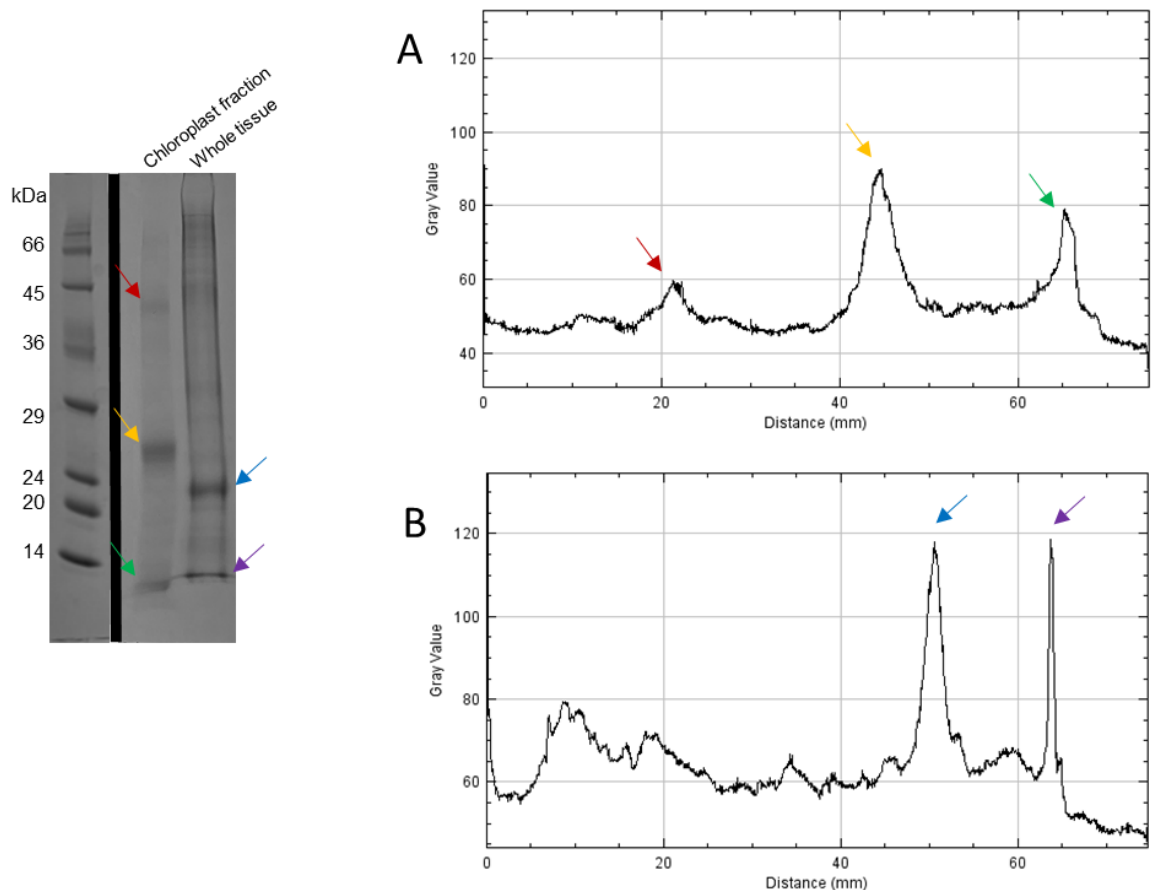 Chloroplast fraction
Whole tissue
kDa
66
45
36
29
24
20
14
A
120
100
80
60
40
Gray Value
0 20 40 60
Distance (mm)
B
120
100
80
60
Gray Value
0 20 40 60
Distance (mm)